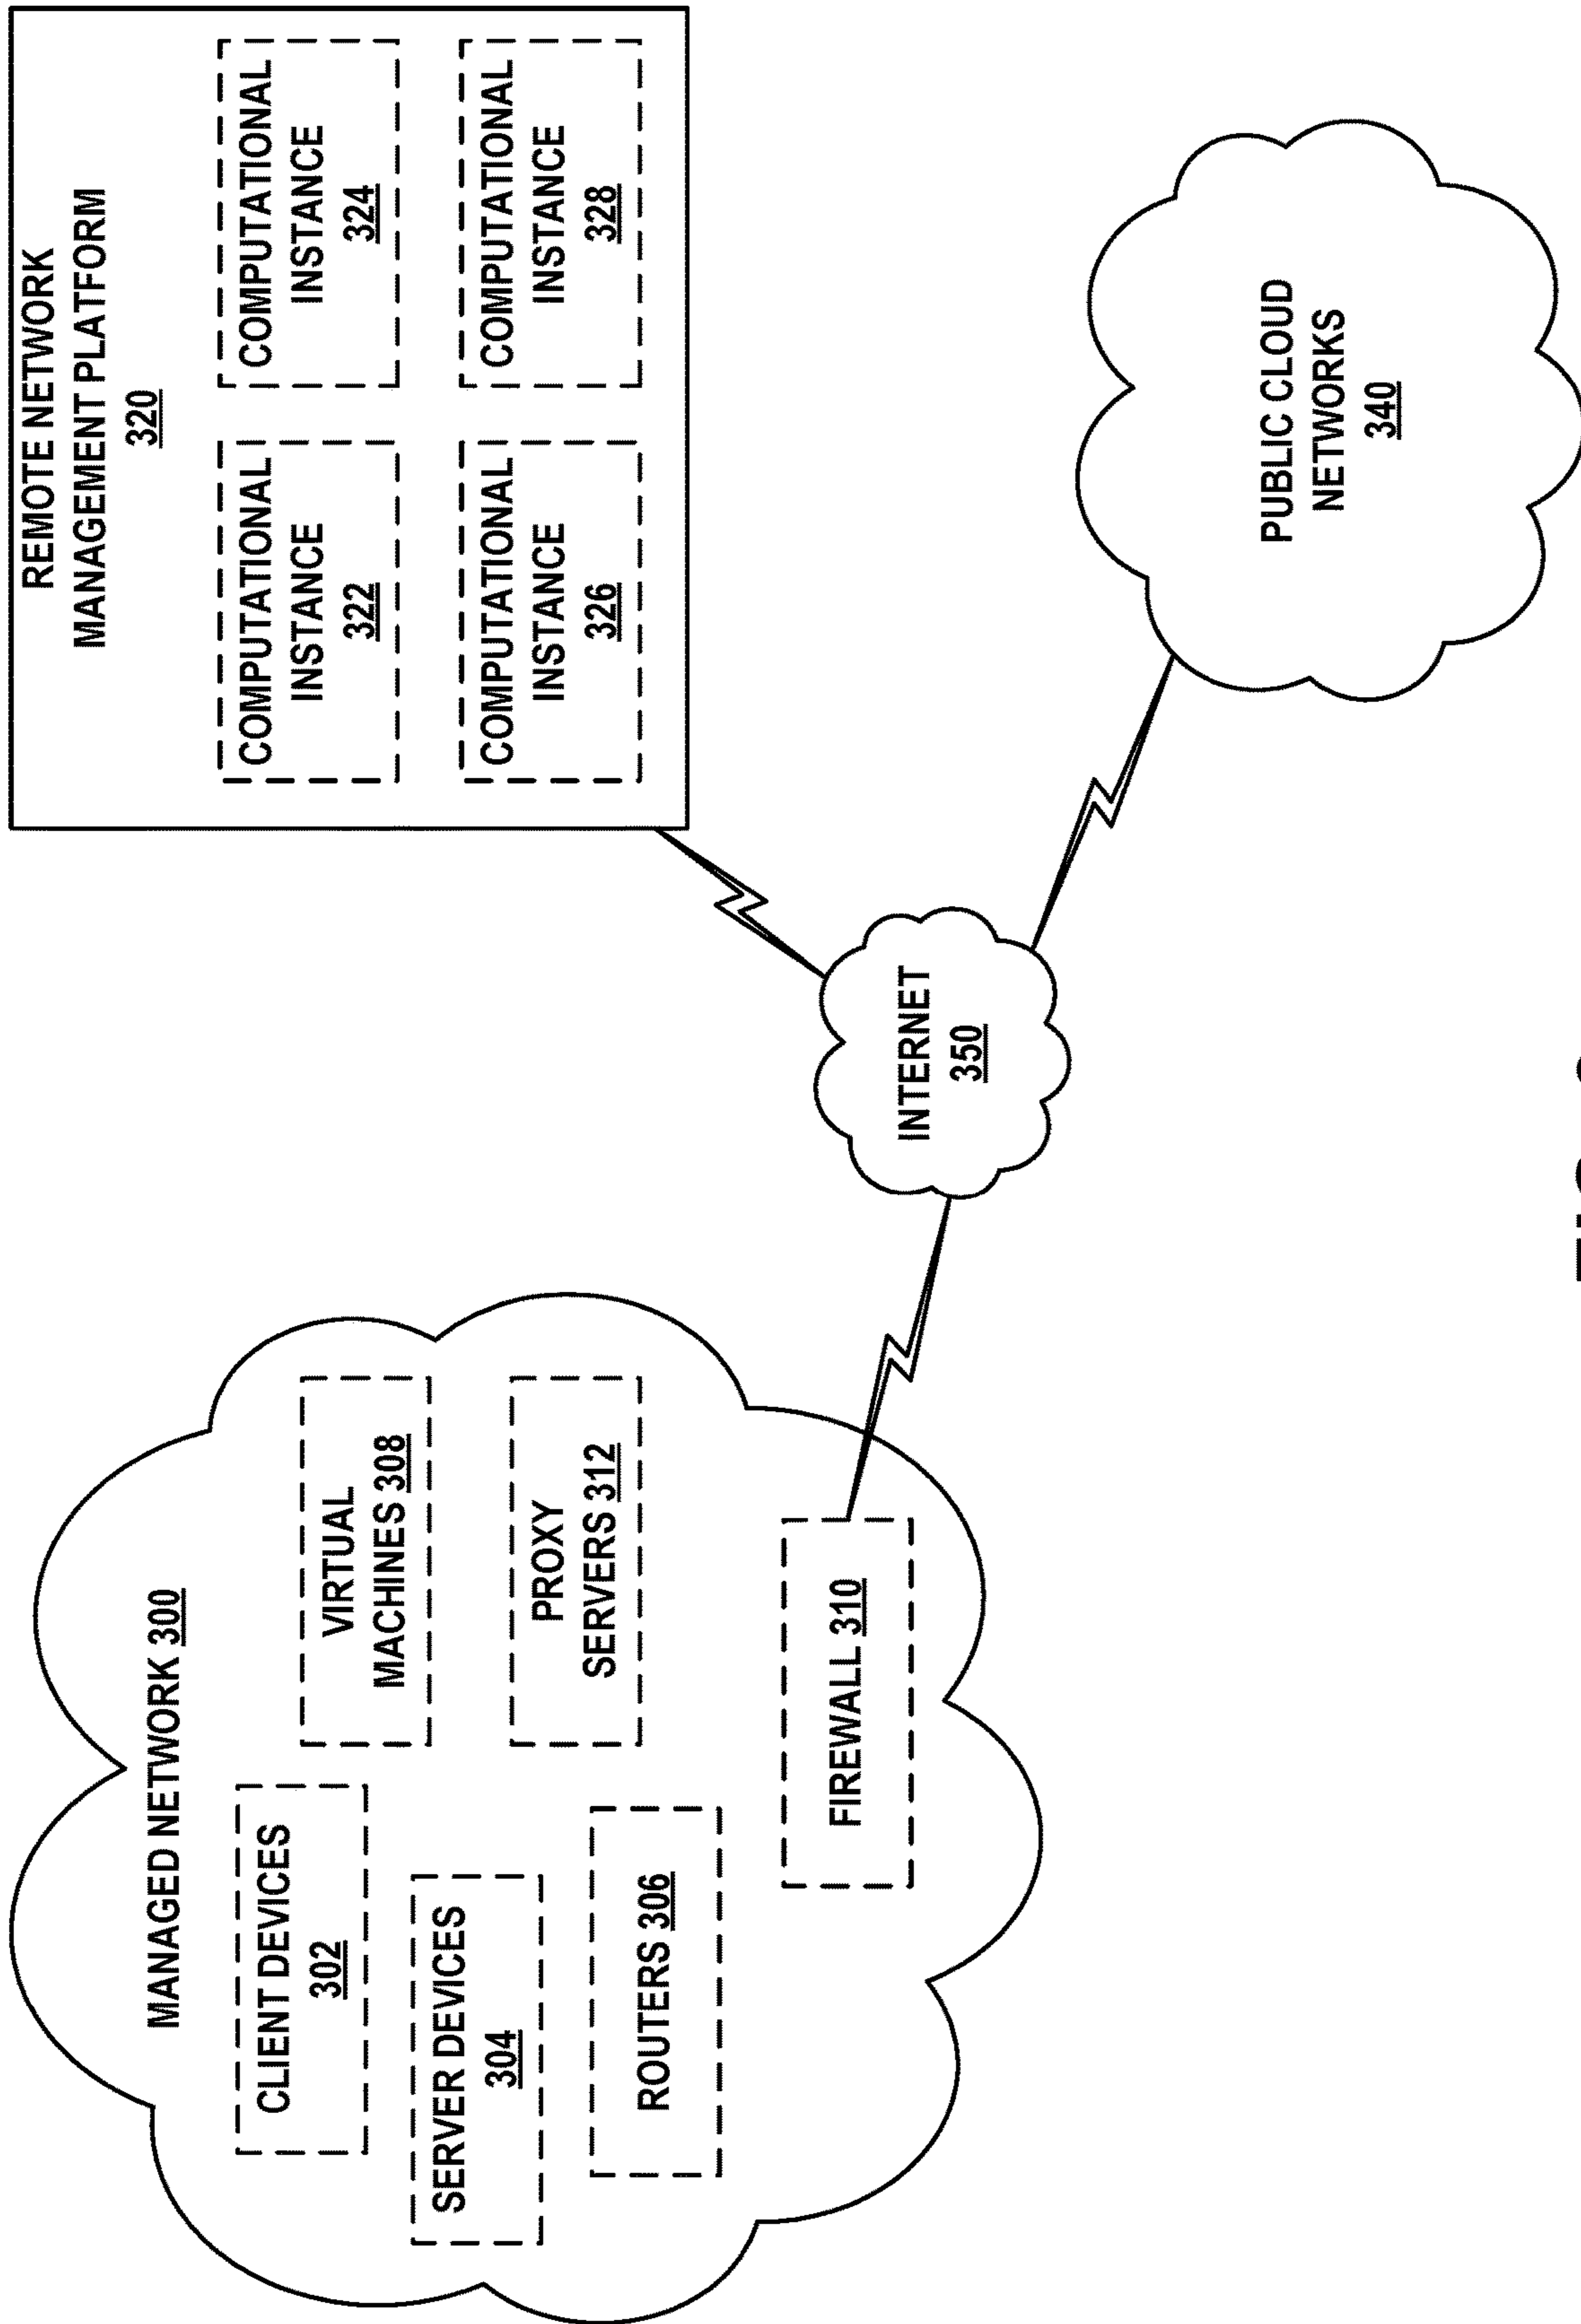 MANAGED NETWORK 300
CLIENT DEVICES
302
SERVER DEVICES
304
ROUTERS 306
VIRTUAL
MACHINES 308
PROXY
SERVERS 312
FIREWALL 310
INTERNET
350
REMOTE NETWORK
MANAGEMENT PLATFORM
320
COMPUTATIONAL
INSTANCE
322
COMPUTATIONAL
INSTANCE
324
COMPUTATIONAL
INSTANCE
326
COMPUTATIONAL
INSTANCE
328
PUBLIC CLOUD
NETWORKS
340